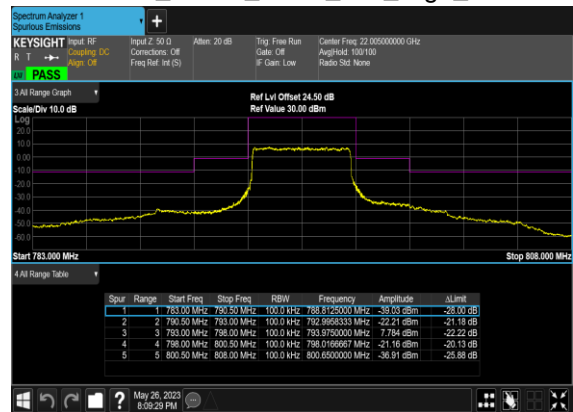 Spectrum Analyzer 1
Spurious Emissions
+
KEYSIGHT Input: RF Input Z: 50 Ω Atten: 20 dB Trig: Free Run Center Freq: 22.005000000 GHz
R T Coupling: DC Corrections: Off Gate: Off Avg|Hold: 100/100
Align: Off Freq Ref: Int (S) IF Gain: Low Radio Std: None
PASS
3 All Range Graph
Ref Lvl Offset 24.50 dB
Scale/Div 10.0 dB Ref Value 30.00 dBm
Log
20.0
10.0
0.00
-10.0
-20.0
-30.0
-40.0
-50.0
-60.0
Start 783.000 MHz Stop 808.000 MHz
4 All Range Table
Spur Range Start Freq Stop Freq RBW Frequency Amplitude ΔLimit
1 1 783.00 MHz 790.50 MHz 100.0 kHz 788.8125000 MHz -39.03 dBm -28.00 dB
2 2 790.50 MHz 793.00 MHz 100.0 kHz 792.9958333 MHz -22.21 dBm -21.18 dB
3 3 793.00 MHz 798.00 MHz 100.0 kHz 793.9750000 MHz 7.784 dBm -22.22 dB
4 4 798.00 MHz 800.50 MHz 100.0 kHz 798.0166667 MHz -21.16 dBm -20.13 dB
5 5 800.50 MHz 808.00 MHz 100.0 kHz 800.6500000 MHz -36.91 dBm -25.88 dB
? May 26, 2023
8:09:29 PM